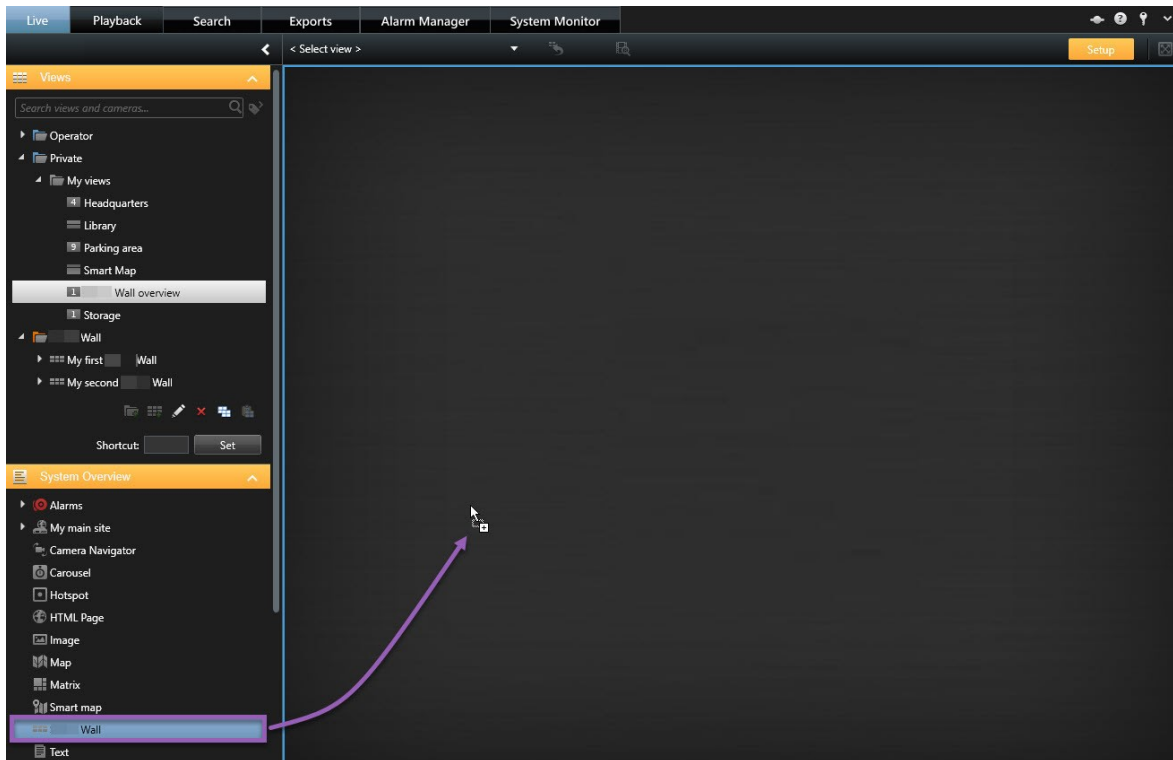 Live Playback Search Exports Alarm Manager System Monitor
< Select view > Setup
Views
Search views and cameras...
Operator
Private
My views
4 Headquarters
Library
9 Parking area
Smart Map
1 Wall overview
1 Storage
Wall
My first Wall
My second Wall
Shortcut: Set
System Overview
Alarms
My main site
Camera Navigator
Carousel
Hotspot
HTML Page
Image
Map
Matrix
Smart map
Wall
Text